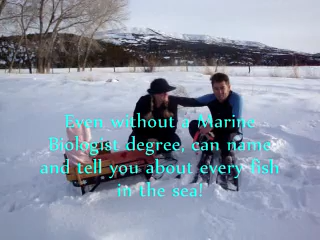 Even without a Marine
Biologist degree, can name
and tell you about every fish
in the sea!